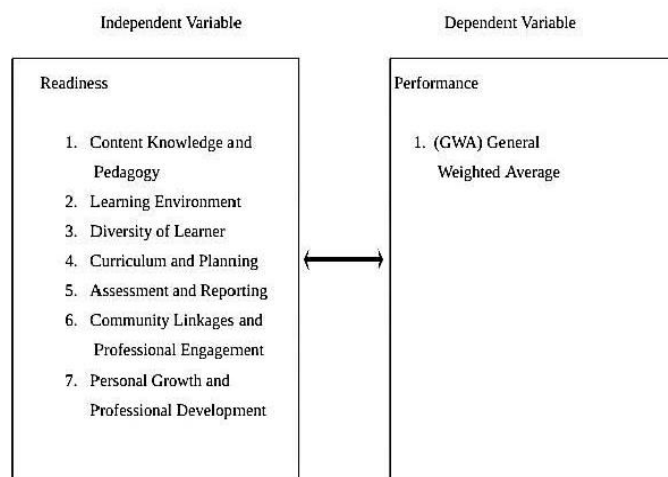 Independent Variable
Dependent Variable
Readiness
1. Content Knowledge and
Pedagogy
2. Learning Environment
3. Diversity of Learner
4. Curriculum and Planning
5. Assessment and Reporting
6. Community Linkages and
Professional Engagement
7. Personal Growth and
Professional Development
Performance
1. (GWA) General
Weighted Average